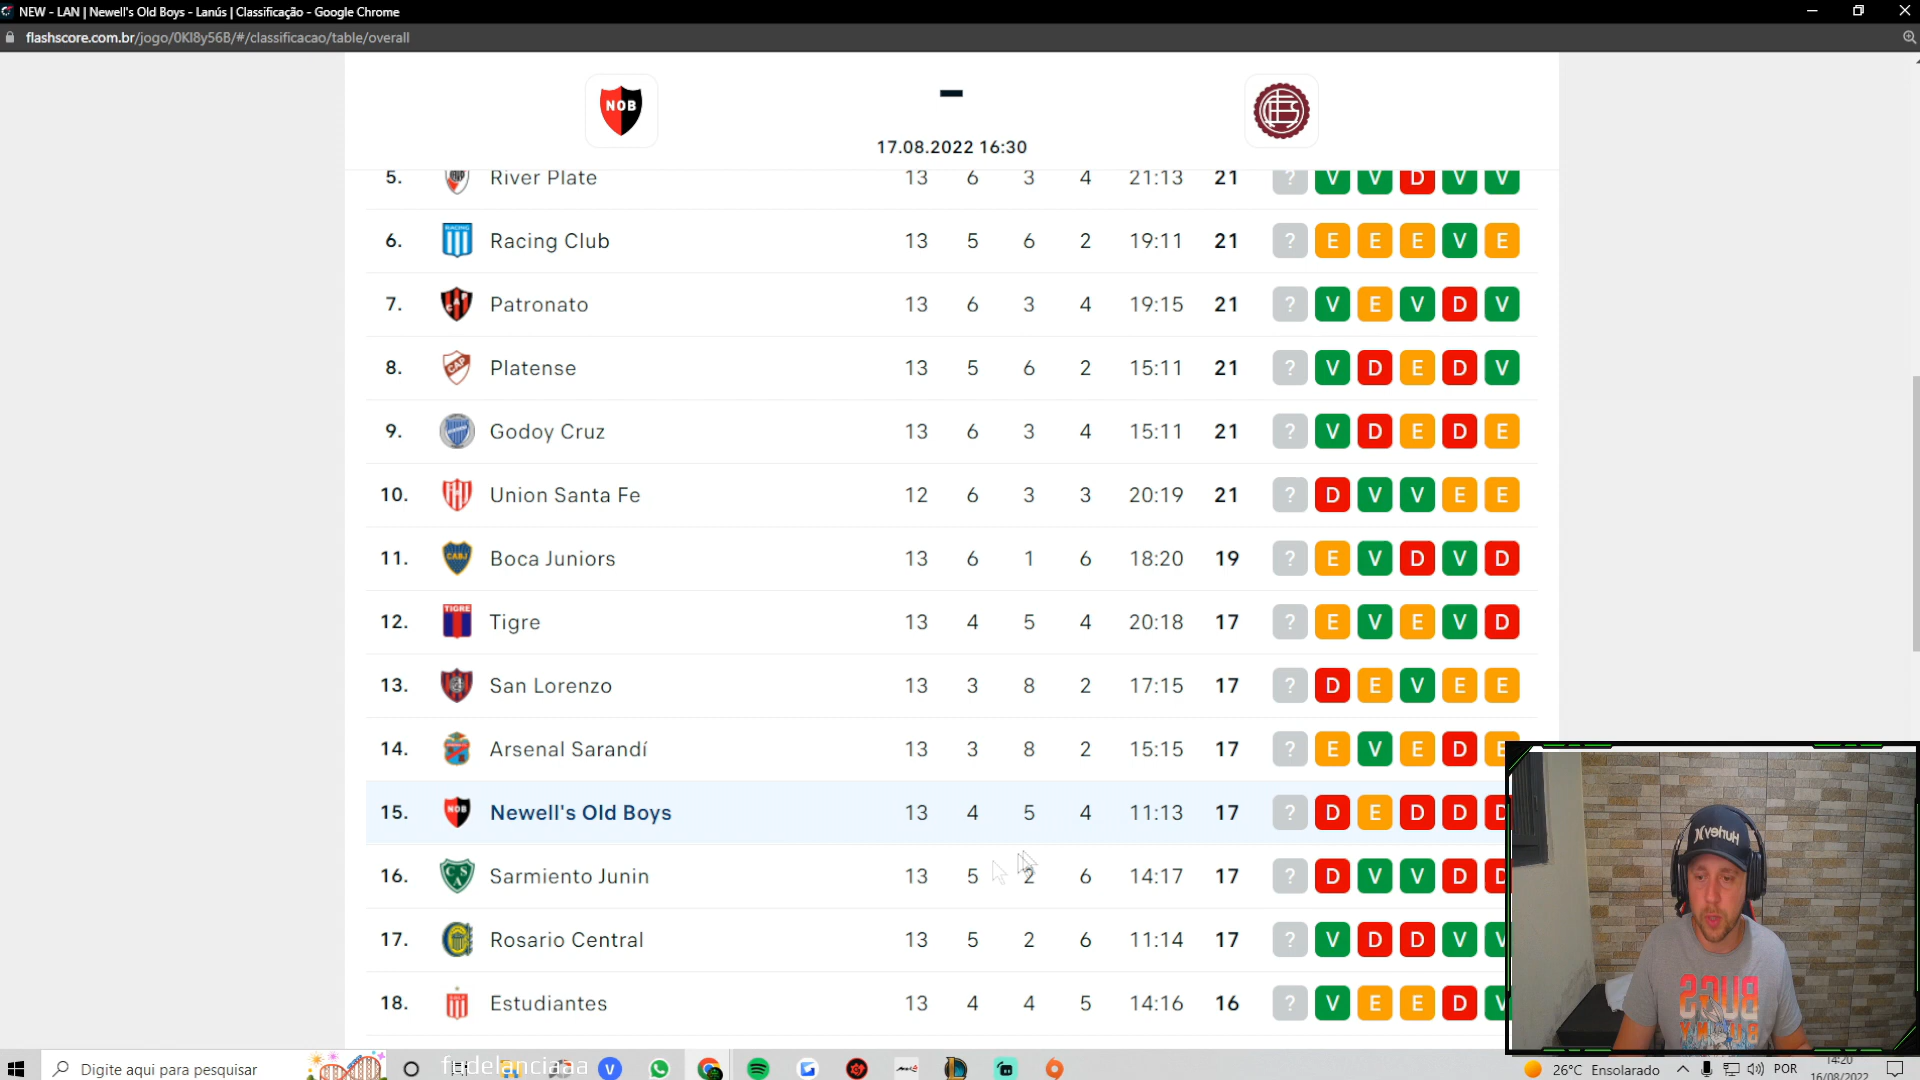 NEW - LAN | Newell's Old Boys - Lanús | Classificação - Google Chrome
flashscore.com.br/jogo/0KI8y56B/#/classificacao/table/overall
NOB
-
17.08.2022 16:30
5. River Plate 13 6 3 4 21:13 21 ? V V D V V
6. Racing Club 13 5 6 2 19:11 21 ? E E E V E
7. Patronato 13 6 3 4 19:15 21 ? V E V D V
8. Platense 13 5 6 2 15:11 21 ? V D E D V
9. Godoy Cruz 13 6 3 4 15:11 21 ? V D E D E
10. Union Santa Fe 12 6 3 3 20:19 21 ? D V V E E
11. Boca Juniors 13 6 1 6 18:20 19 ? E V D V D
12. Tigre 13 4 5 4 20:18 17 ? E V E V D
13. San Lorenzo 13 3 8 2 17:15 17 ? D E V E E
14. Arsenal Sarandí 13 3 8 2 15:15 17 ? E V E D E
15. Newell's Old Boys 13 4 5 4 11:13 17 ? D E D D D
16. Sarmiento Junin 13 5 2 6 14:17 17 ? D V V D D
17. Rosario Central 13 5 2 6 11:14 17 ? V D D V V
18. Estudiantes 13 4 4 5 14:16 16 ? V E E D V
Hurley
BUGS
BUNNY
Digite aqui para pesquisar
26°C Ensolarado
POR
14:20
16/08/2022